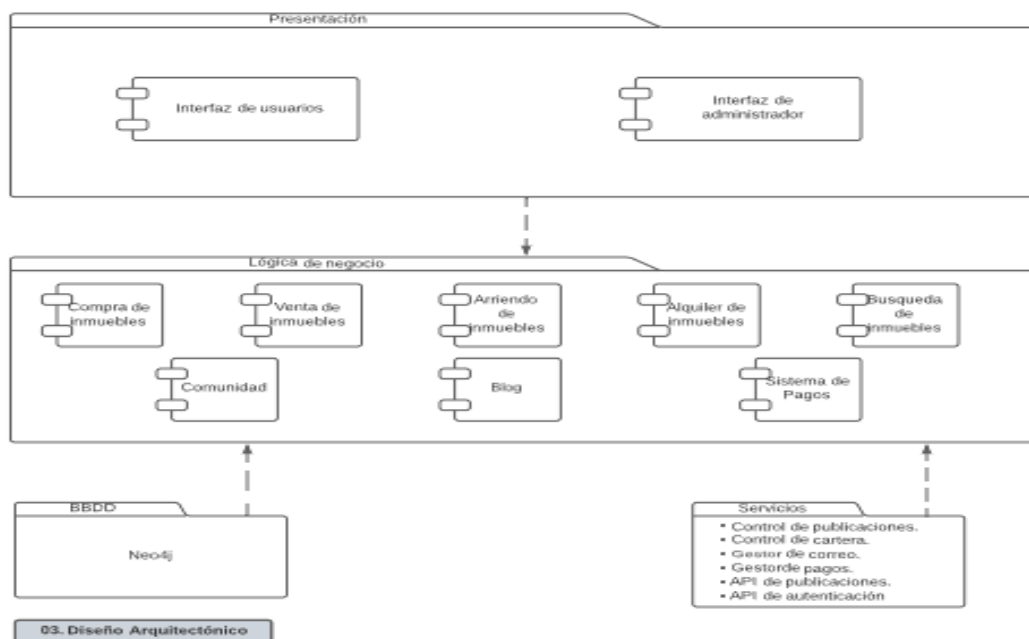 Presentación
Interfaz de usuarios
Interfaz de
administrador
Lógica de negocio
Compra de
inmuebles
Venta de
inmuebles
Arriendo
de
inmuebles
Alquiler de
inmuebles
Busqueda
de
inmuebles
Comunidad
Blog
Sistema de
Pagos
BBDD
Neo4j
Servicios
• Control de publicaciones.
• Control de cartera.
• Gestor de correo.
• Gestorde pagos.
• API de publicaciones.
• API de autenticación
03. Diseño Arquitectónico